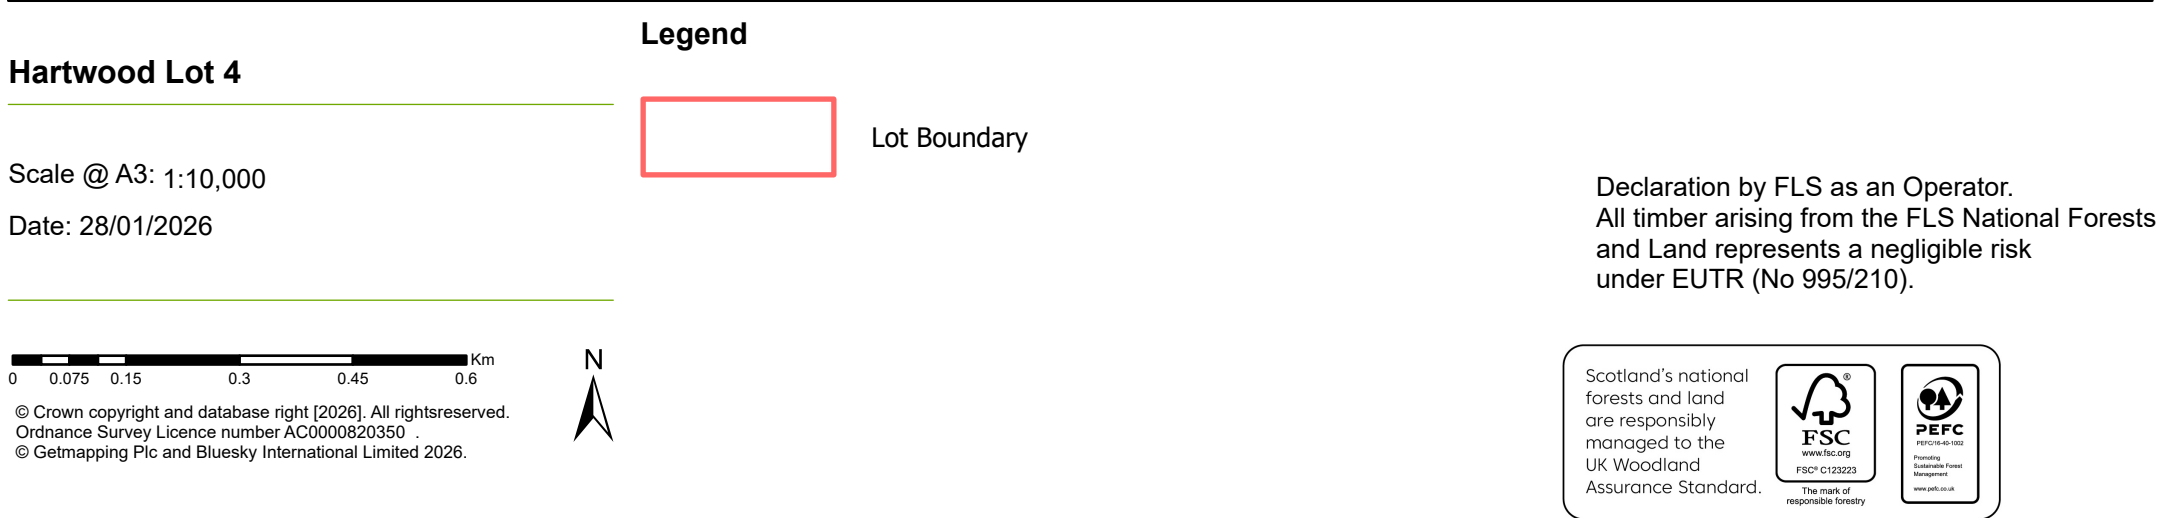 Hartwood Lot 4
Scale @ A3: 1:10,000
Date: 28/01/2026
Km
0 0.075 0.15 0.3 0.45 0.6
© Crown copyright and database right [2026]. All rightsreserved.
Ordnance Survey Licence number AC0000820350 .
© Getmapping Plc and Bluesky International Limited 2026.
N
Legend
Lot Boundary
Declaration by FLS as an Operator.
All timber arising from the FLS National Forests
and Land represents a negligible risk
under EUTR (No 995/210).
Scotland's national
forests and land
are responsibly
managed to the
UK Woodland
Assurance Standard.
®
FSC
www.fsc.org
FSC® C123223
The mark of
responsible forestry
PEFC
PEFC/16-40-1002
Promoting
Sustainable Forest
Management
www.pefc.co.uk